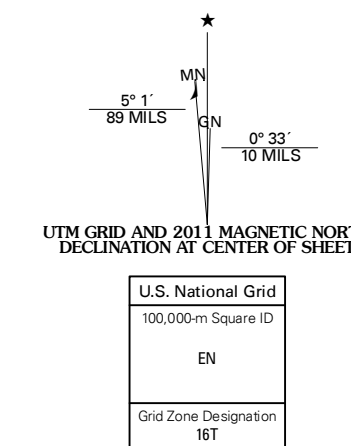 ★
MN
5° 1´
89 MILS
GN
0° 33´
10 MILS
UTM GRID AND 2011 MAGNETIC NOR
DECLINATION AT CENTER OF SHEET
U.S. National Grid
100,000-m Square ID
EN
Grid Zone Designation
16T